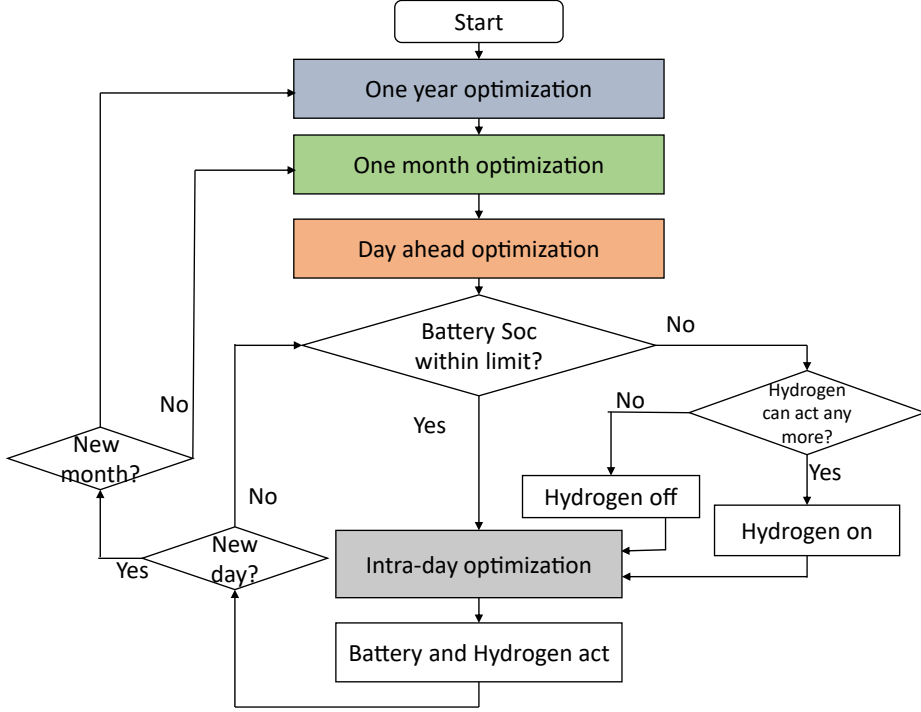 Start
One year optimization
One month optimization
Day ahead optimization
Battery Soc
within limit?
No
Hydrogen
can act any
more?
No
Yes
Yes
Hydrogen off
Hydrogen on
Intra-day optimization
Battery and Hydrogen act
New
day?
No
Yes
New
month?
No